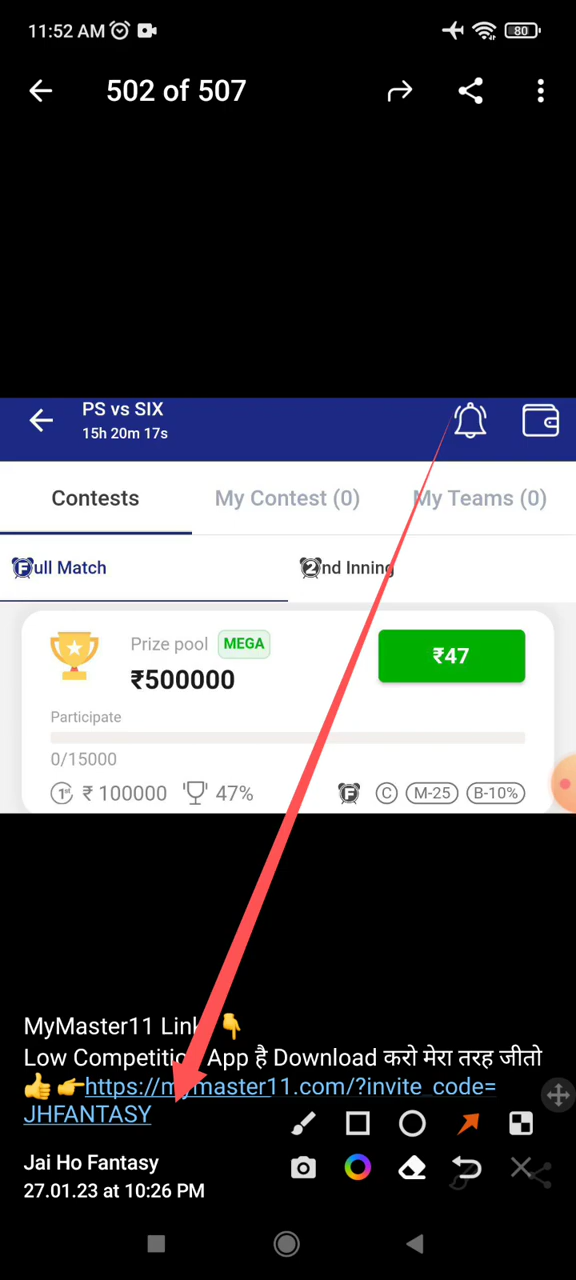 11:52 AM
80
502 of 507
PS vs SIX
15h 20m 17s
Contests
My Contest (0)
My Teams (0)
Full Match
2nd Inning
Prize pool MEGA
₹500000
₹47
Participate
0/15000
1st ₹ 100000 47% F C M-25 B-10%
MyMaster11 Link 👇
Low Competition App है Download करो मेरा तरह जीतो
👍 👉https://mymaster11.com/?invite_code=
JHFANTASY
Jai Ho Fantasy
27.01.23 at 10:26 PM